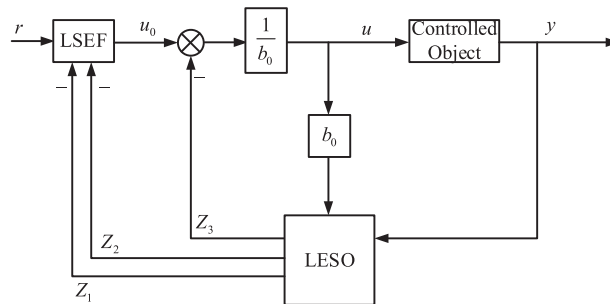 r
LSEF
u₀
1
b₀
u
Controlled
Object
y
−
−
−
b₀
Z₃
LESO
Z₂
Z₁